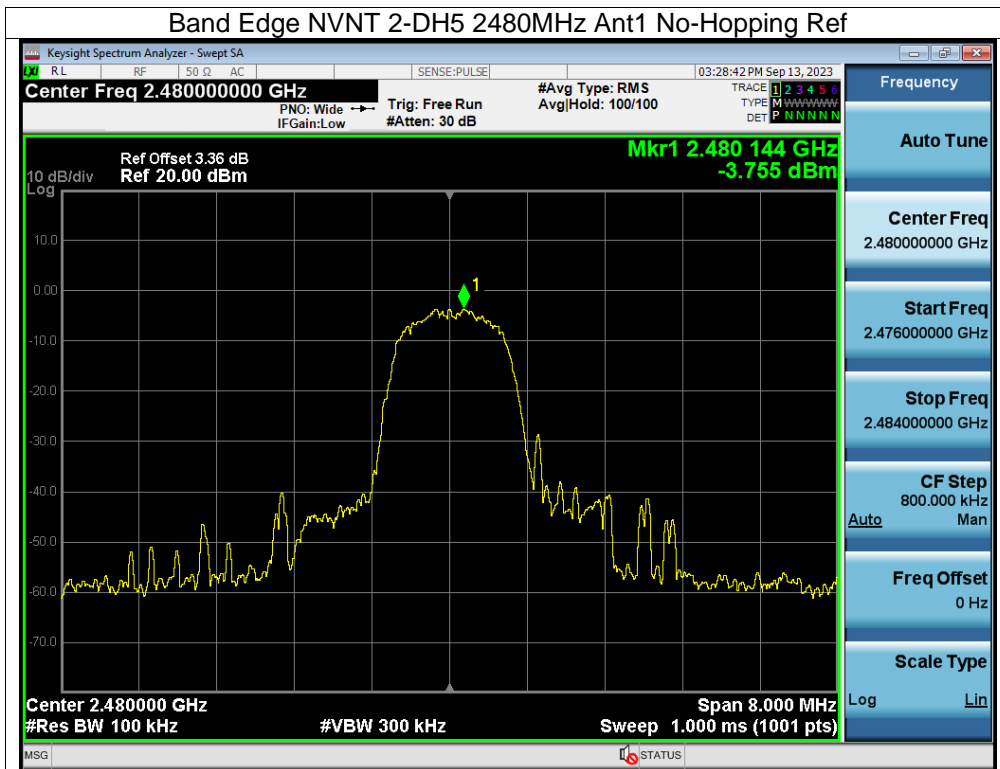 Band Edge NVNT 2-DH5 2480MHz Ant1 No-Hopping Ref
Keysight Spectrum Analyzer - Swept SA
LXI RL RF 50 Ω AC SENSE:PULSE 03:28:42 PM Sep 13, 2023
Center Freq 2.480000000 GHz
PNO: Wide
IFGain:Low
Trig: Free Run
#Atten: 30 dB
#Avg Type: RMS
Avg|Hold: 100/100
TRACE 1 2 3 4 5 6
TYPE M WWWWW
DET P N N N N N
Mkr1 2.480 144 GHz
-3.755 dBm
Ref Offset 3.36 dB
10 dB/div Ref 20.00 dBm
Log
10.0
0.00
-10.0
-20.0
-30.0
-40.0
-50.0
-60.0
-70.0
1
Center 2.480000 GHz Span 8.000 MHz
#Res BW 100 kHz #VBW 300 kHz Sweep 1.000 ms (1001 pts)
MSG STATUS
Frequency
Auto Tune
Center Freq
2.480000000 GHz
Start Freq
2.476000000 GHz
Stop Freq
2.484000000 GHz
CF Step
800.000 kHz
Auto Man
Freq Offset
0 Hz
Scale Type
Log Lin